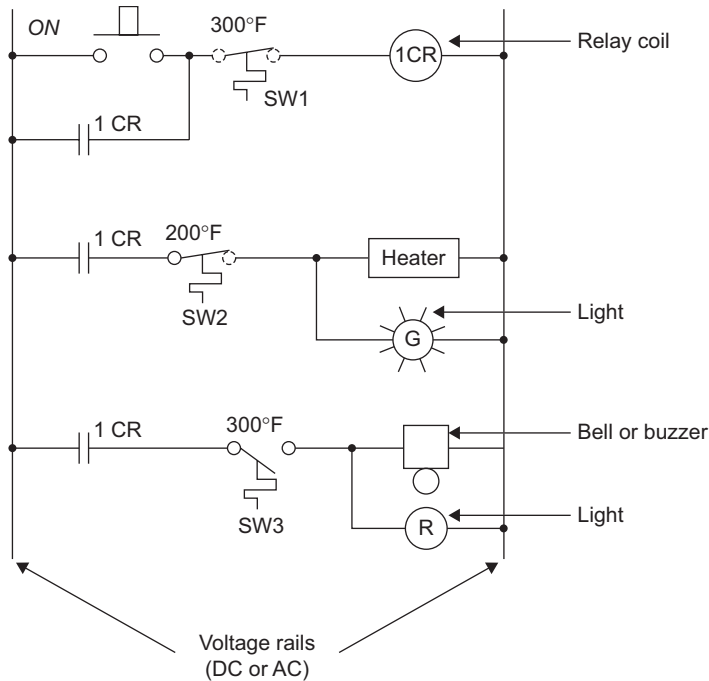 ON
300°F
1CR
Relay coil
SW1
1 CR
1 CR
200°F
Heater
SW2
Light
G
1 CR
300°F
Bell or buzzer
SW3
Light
R
Voltage rails
(DC or AC)